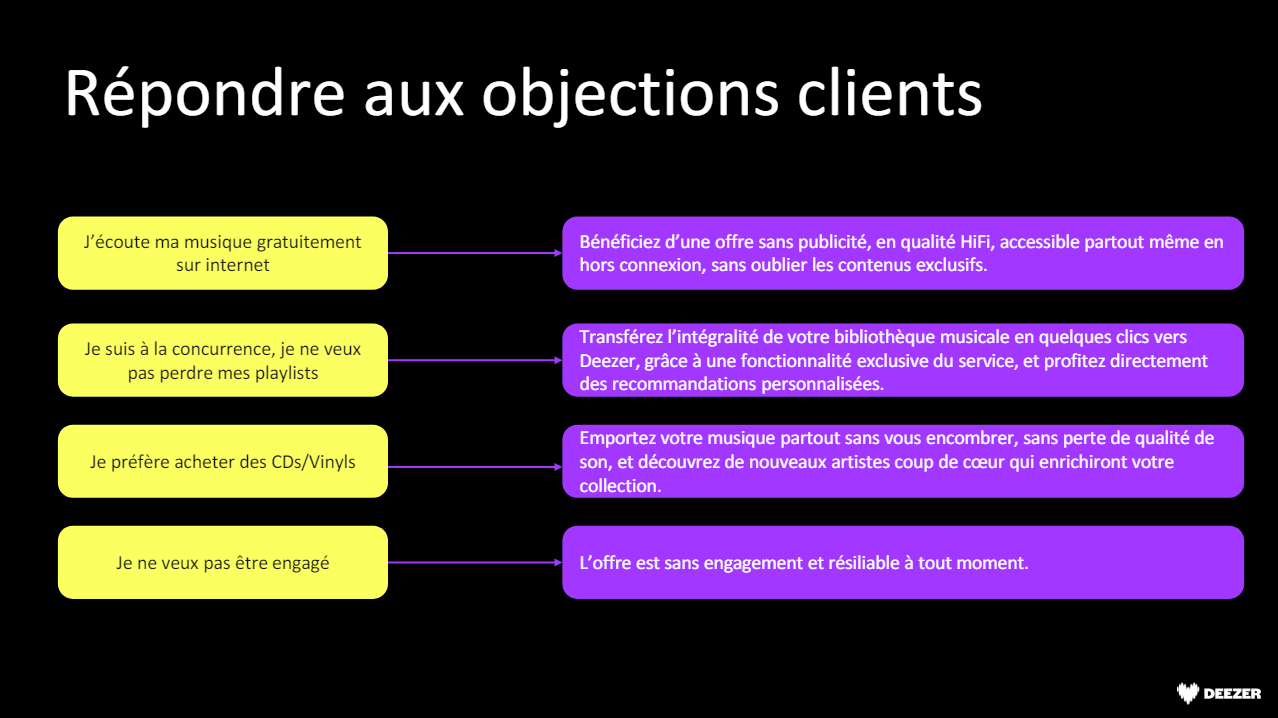 Répondre aux objections clients
J’écoute ma musique gratuitement
sur internet
Bénéficiez d’une offre sans publicité, en qualité HiFi, accessible partout même en
hors connexion, sans oublier les contenus exclusifs.
Je suis à la concurrence, je ne veux
pas perdre mes playlists
Transférez l’intégralité de votre bibliothèque musicale en quelques clics vers
Deezer, grâce à une fonctionnalité exclusive du service, et profitez directement
des recommandations personnalisées.
Je préfère acheter des CDs/Vinyls
Emportez votre musique partout sans vous encombrer, sans perte de qualité de
son, et découvrez de nouveaux artistes coup de cœur qui enrichiront votre
collection.
Je ne veux pas être engagé
L’offre est sans engagement et résiliable à tout moment.
DEEZER